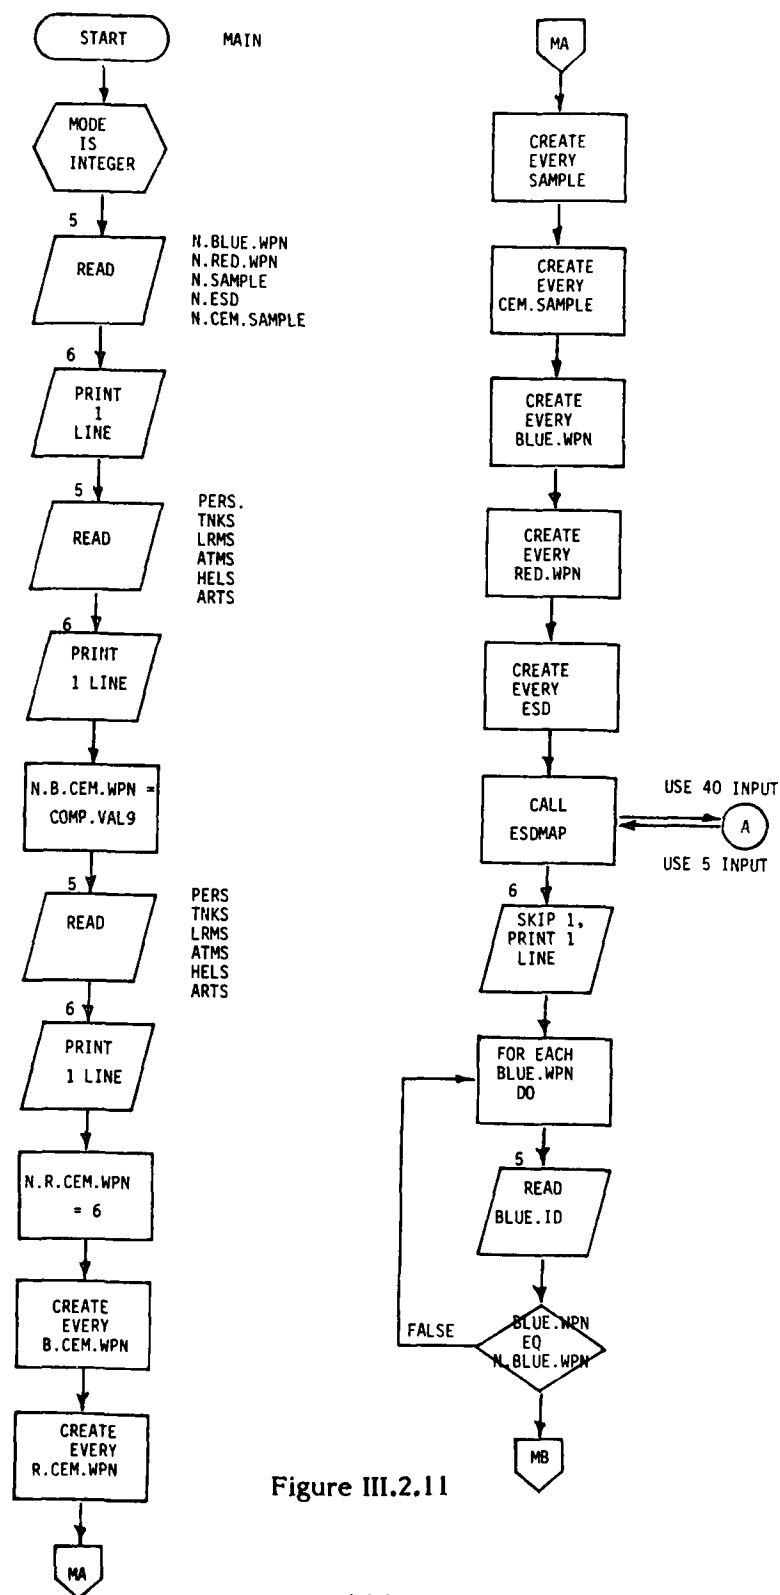 START
MAIN
MODE
IS
INTEGER
5
READ
N.BLUE.WPN
N.RED.WPN
N.SAMPLE
N.ESD
N.CEM.SAMPLE
6
PRINT
1
LINE
5
READ
PERS.
TNKS
LRMS
ATMS
HELS
ARTS
6
PRINT
1 LINE
N.B.CEM.WPN =
COMP.VAL9
5
READ
PERS
TNKS
LRMS
ATMS
HELS
ARTS
6
PRINT
1 LINE
N.R.CEM.WPN
= 6
CREATE
EVERY
B.CEM.WPN
CREATE
EVERY
R.CEM.WPN
MA
MA
CREATE
EVERY
SAMPLE
CREATE
EVERY
CEM.SAMPLE
CREATE
EVERY
BLUE.WPN
CREATE
EVERY
RED.WPN
CREATE
EVERY
ESD
CALL
ESDMAP
USE 40 INPUT
A
USE 5 INPUT
6
SKIP 1,
PRINT 1
LINE
FOR EACH
BLUE.WPN
DO
5
READ
BLUE.ID
FALSE
BLUE.WPN
EQ
N.BLUE.WPN
MB
Figure III.2.11